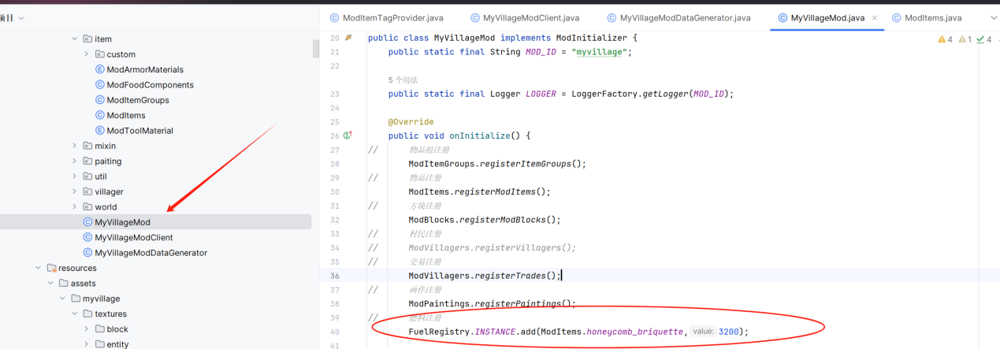 项目
item
custom
ModArmorMaterials
ModFoodComponents
ModItemGroups
ModItems
ModToolMaterial
mixin
paiting
util
villager
world
MyVillageMod
MyVillageModClient
MyVillageModDataGenerator
resources
assets
myvillage
textures
block
entity
ModItemTagProvider.java MyVillageModClient.java MyVillageModDataGenerator.java MyVillageMod.java ModItems.java
4 1 4
20 public class MyVillageMod implements ModInitializer {
21 public static final String MOD_ID = "myvillage";
22
5 个用法
23 public static final Logger LOGGER = LoggerFactory.getLogger(MOD_ID);
24
25 @Override
26 public void onInitialize() {
27 // 物品组注册
28 ModItemGroups.registerItemGroups();
29 // 物品注册
30 ModItems.registerModItems();
31 // 方块注册
32 ModBlocks.registerModBlocks();
33 // 村民注册
34 // ModVillagers.registerVillagers();
35 // 交易注册
36 ModVillagers.registerTrades();
37 // 画作注册
38 ModPaintings.registerPaintings();
39 // 燃料注册
40 FuelRegistry.INSTANCE.add(ModItems.honeycomb_briquette, value: 3200);
41